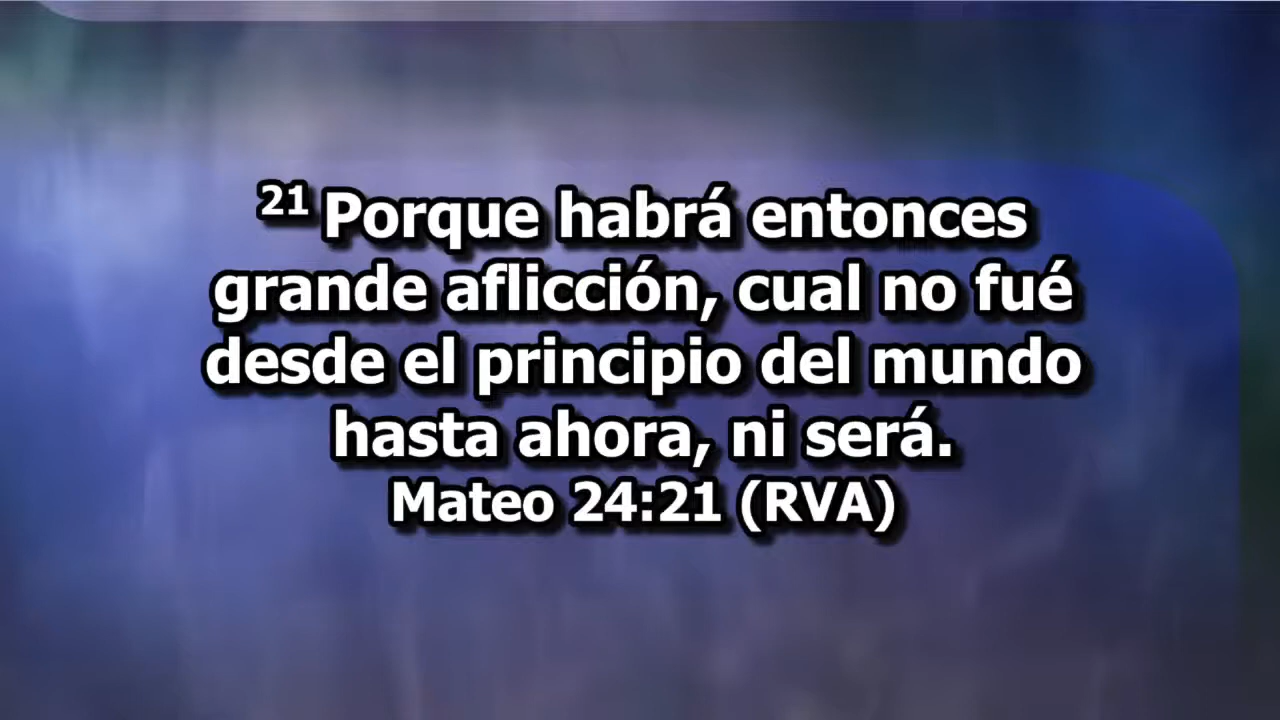 21 Porque habrá entonces
grande aflicción, cual no fué
desde el principio del mundo
hasta ahora, ni será.
Mateo 24:21 (RVA)